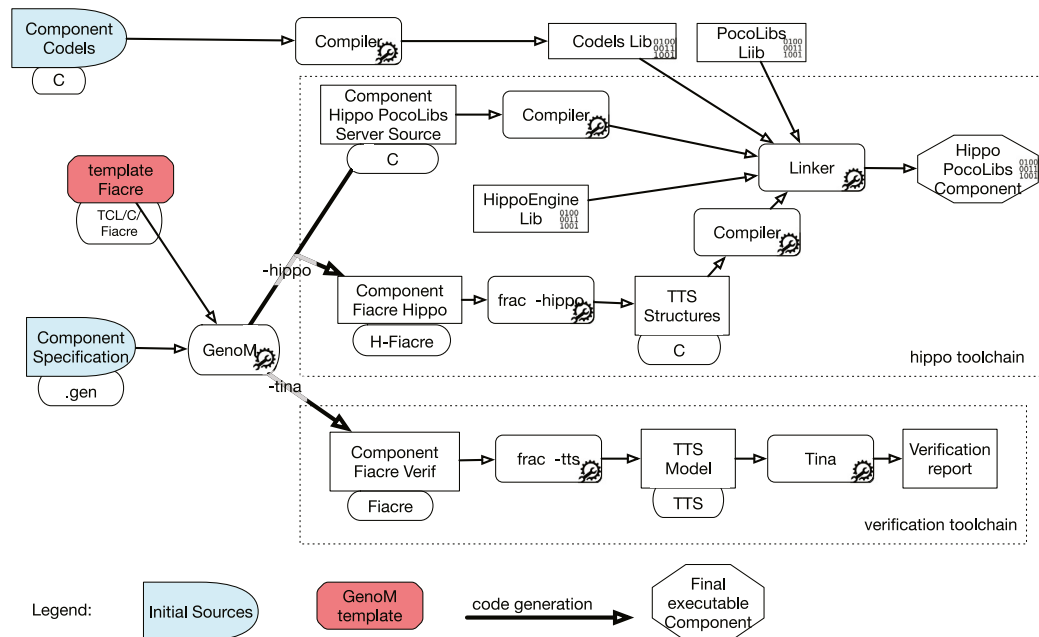 Component
Codels
C
Compiler
Codels Lib
0100
0011
1001
PocoLibs
Liib
0100
0011
1001
Component
Hippo PocoLibs
Server Source
C
Compiler
Linker
Hippo
PocoLibs
Component
0100
0011
1001
template
Fiacre
TCL/C/
Fiacre
HippoEngine
Lib
0100
0011
1001
Compiler
-hippo
Component
Fiacre Hippo
H-Fiacre
frac -hippo
TTS
Structures
C
hippo toolchain
Component
Specification
.gen
GenoM
-tina
Component
Fiacre Verif
Fiacre
frac -tts
TTS
Model
TTS
Tina
Verification
report
verification toolchain
Legend:
Initial Sources
GenoM
template
code generation
Final
executable
Component